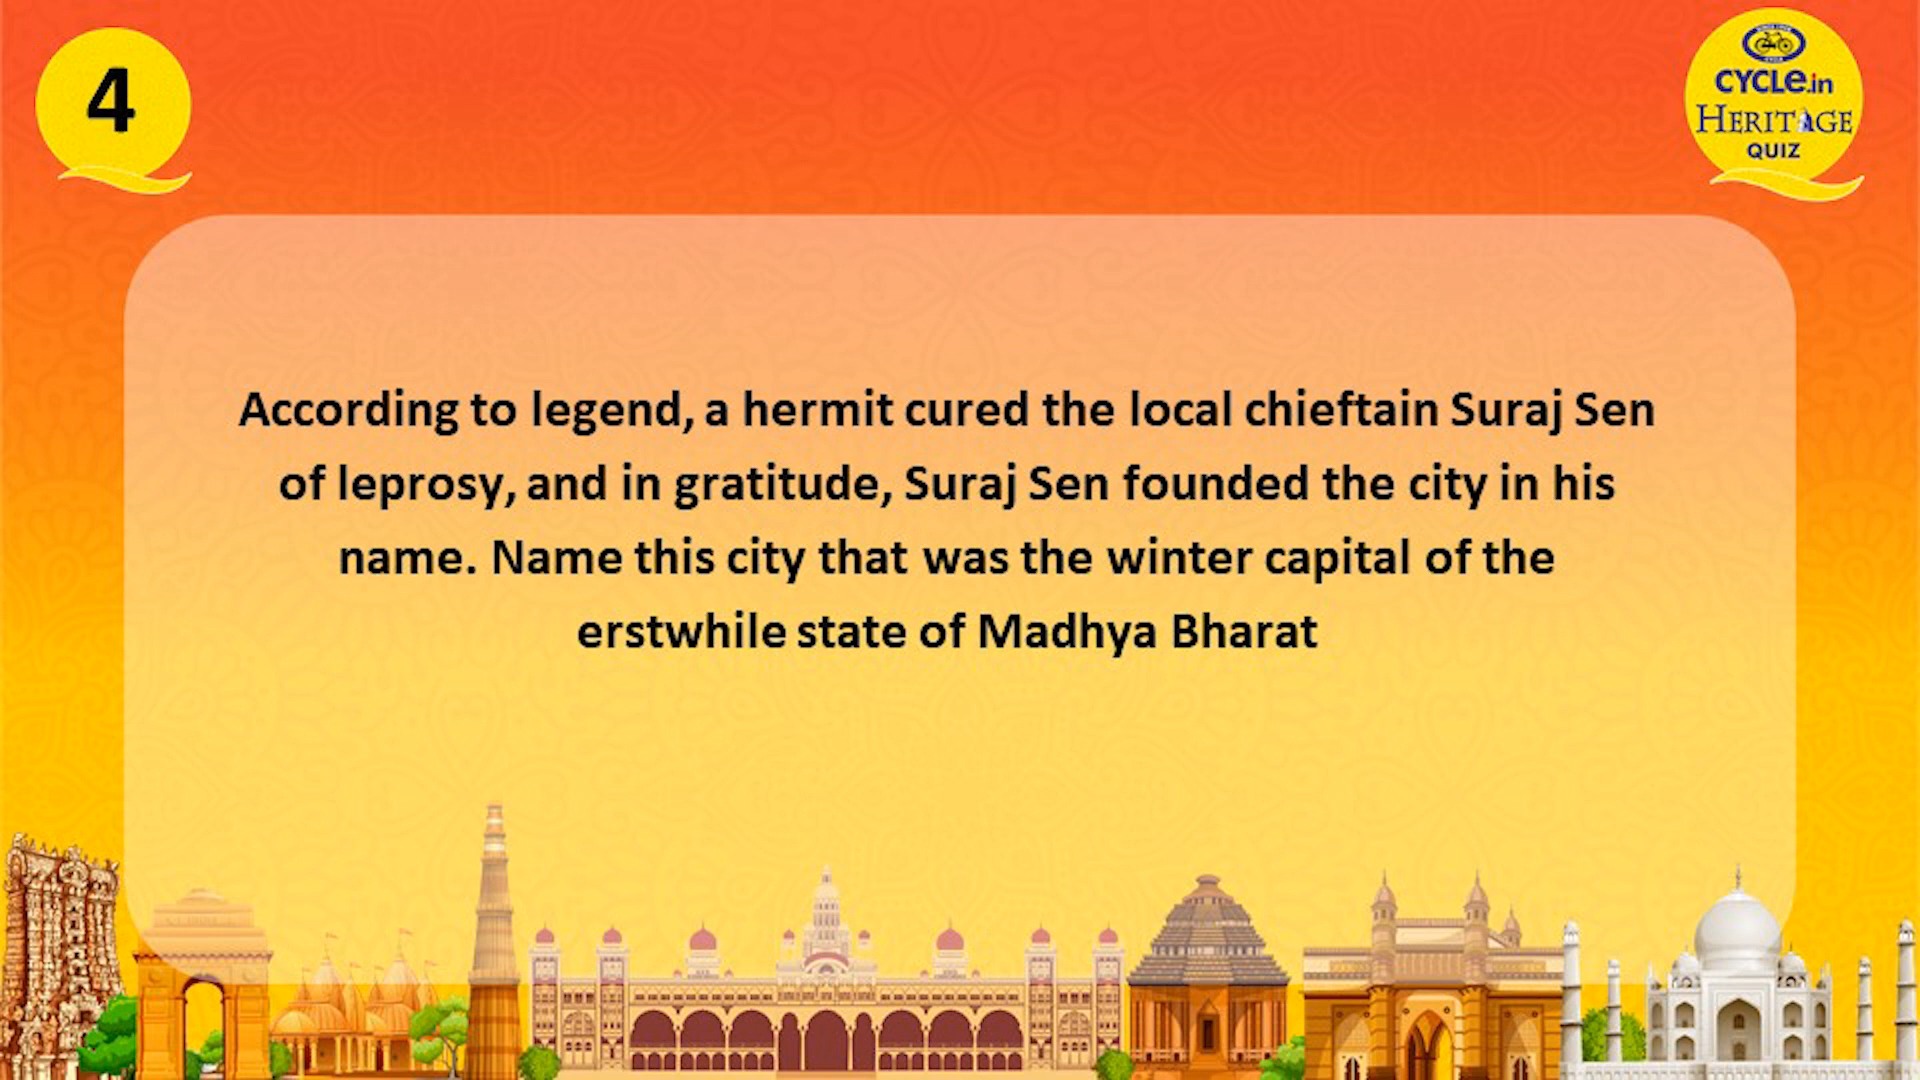 4
CYCLE.in
HERITAGE
QUIZ
According to legend, a hermit cured the local chieftain Suraj Sen
of leprosy, and in gratitude, Suraj Sen founded the city in his
name. Name this city that was the winter capital of the
erstwhile state of Madhya Bharat